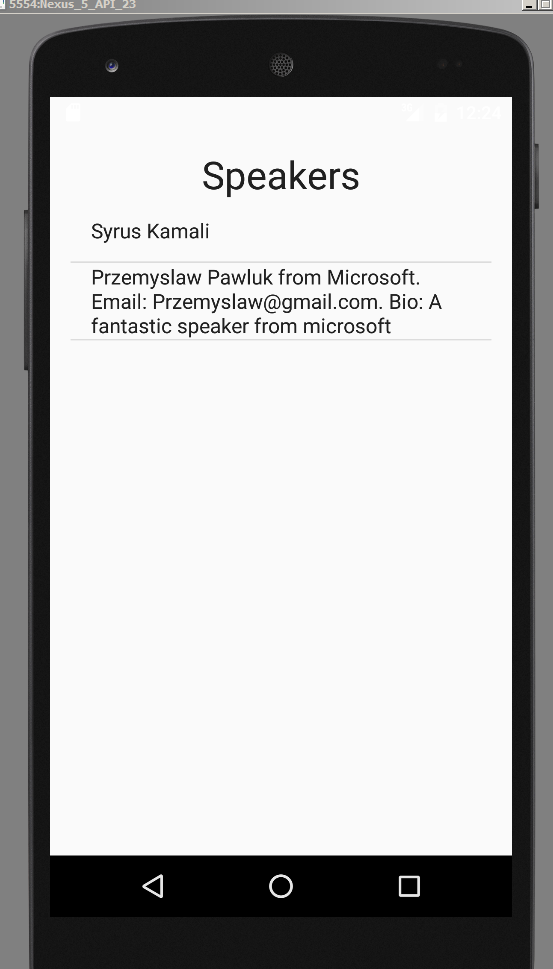 5554:Nexus_5_API_23
12:24
Speakers
Syrus Kamali
Przemyslaw Pawluk from Microsoft.
Email: Przemyslaw@gmail.com. Bio: A
fantastic speaker from microsoft